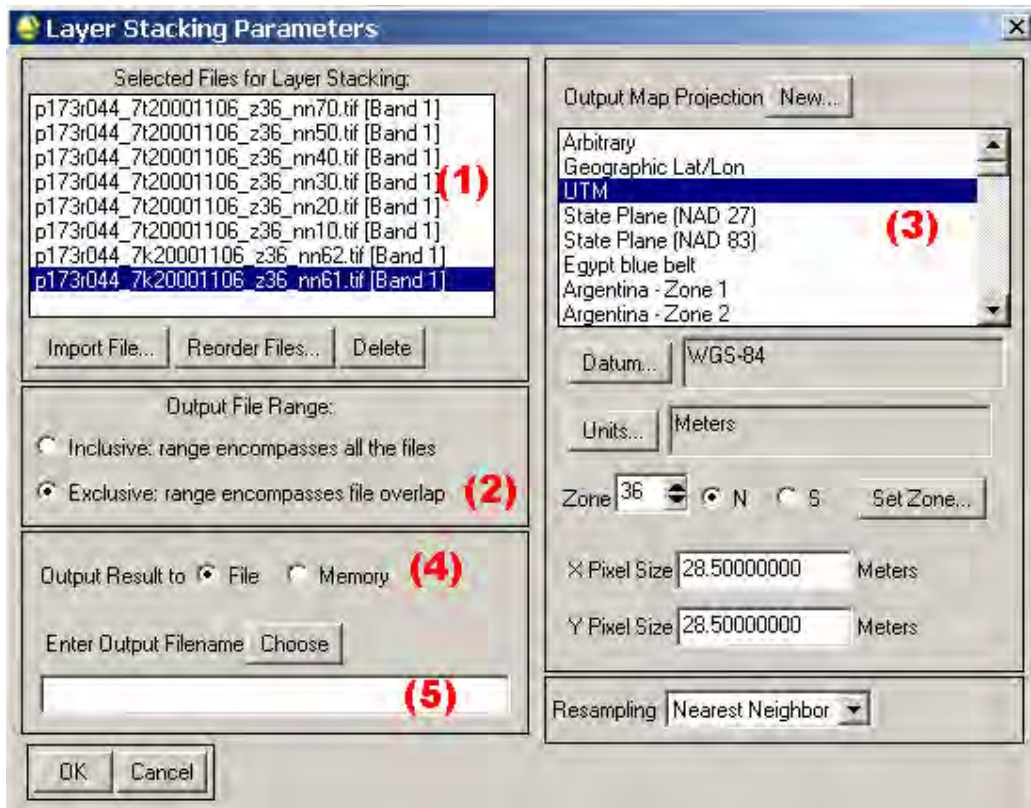 Layer Stacking Parameters
Selected Files for Layer Stacking:
p173r044_7t20001106_z36_nn70.tif [Band 1]
p173r044_7t20001106_z36_nn50.tif [Band 1]
p173r044_7t20001106_z36_nn40.tif [Band 1]
p173r044_7t20001106_z36_nn30.tif [Band 1]
p173r044_7t20001106_z36_nn20.tif [Band 1]
p173r044_7t20001106_z36_nn10.tif [Band 1]
p173r044_7k20001106_z36_nn62.tif [Band 1]
p173r044_7k20001106_z36_nn61.tif [Band 1]
(1)
Import File... Reorder Files... Delete
Output File Range:
Inclusive: range encompasses all the files
Exclusive: range encompasses file overlap (2)
Output Result to File Memory (4)
Enter Output Filename Choose
(5)
OK Cancel
Output Map Projection New...
Arbitrary
Geographic Lat/Lon
UTM
State Plane (NAD 27)
State Plane (NAD 83)
Egypt blue belt
Argentina - Zone 1
Argentina - Zone 2
(3)
Datum... WGS-84
Units... Meters
Zone 36 N S Set Zone...
X Pixel Size 28.50000000 Meters
Y Pixel Size 28.50000000 Meters
Resampling Nearest Neighbor